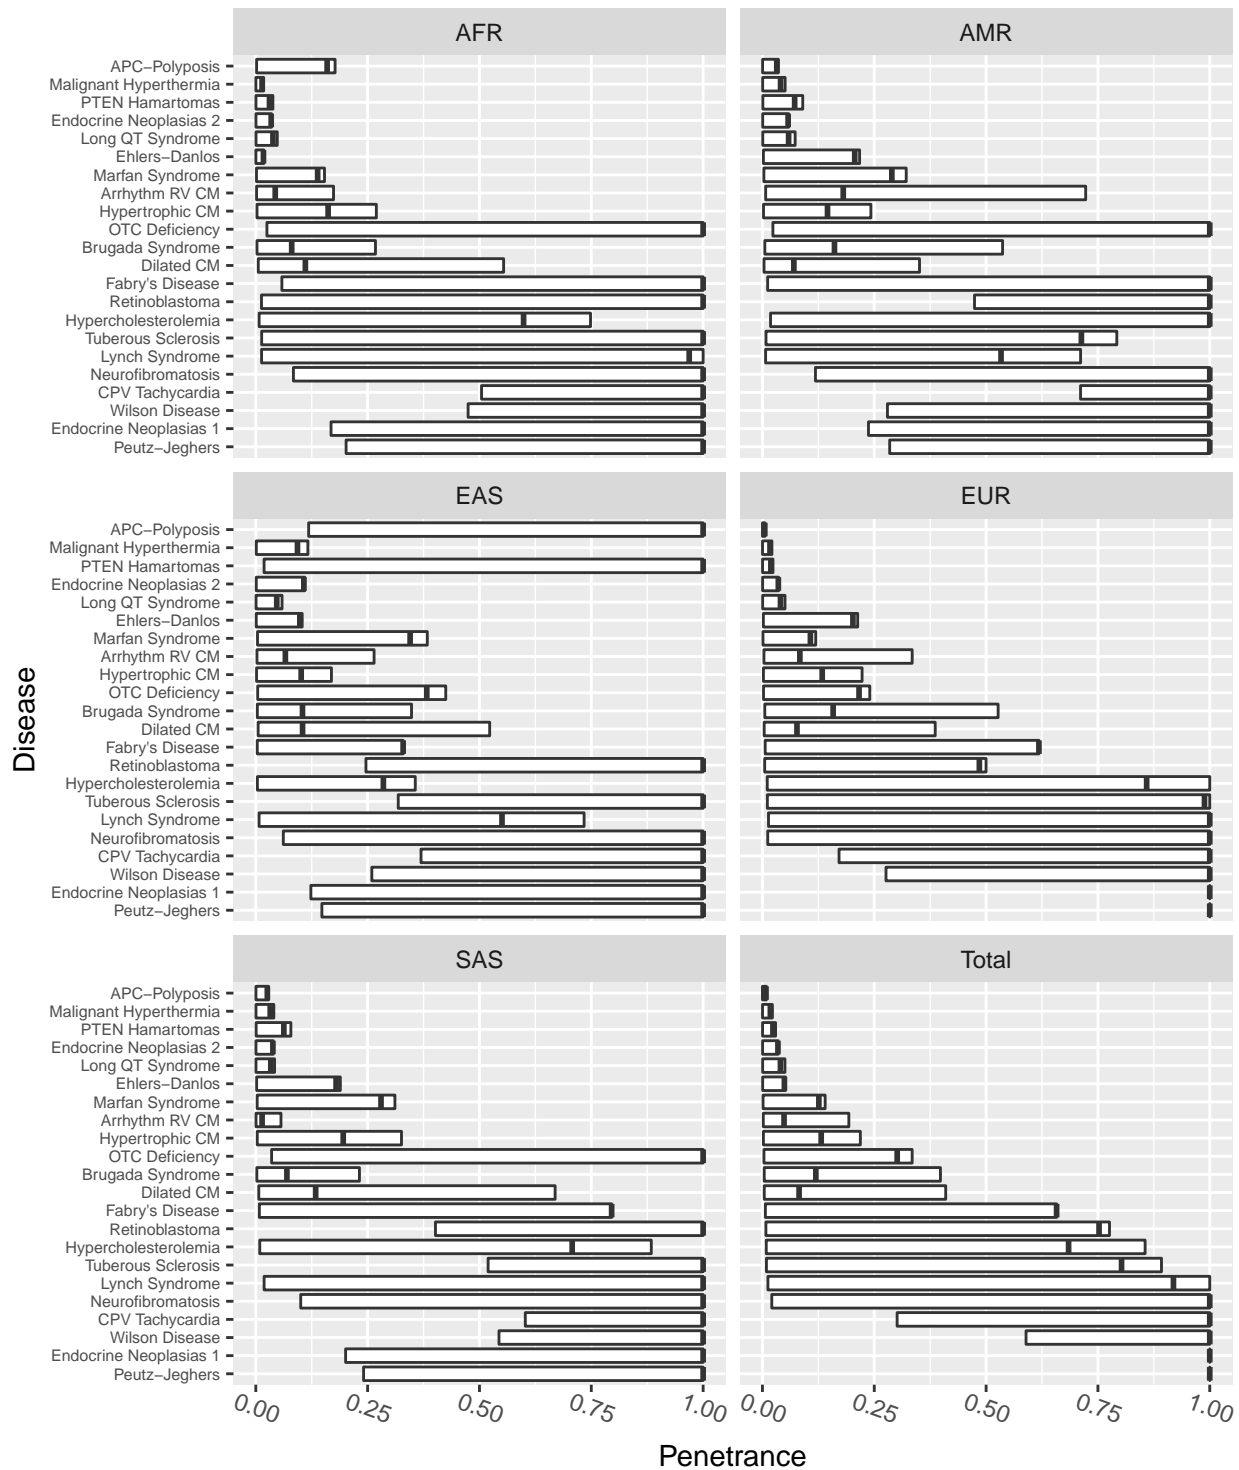 AFR
AMR
APC−Polyposis
Malignant Hyperthermia
PTEN Hamartomas
Endocrine Neoplasias 2
Long QT Syndrome
Ehlers−Danlos
Marfan Syndrome
Arrhythm RV CM
Hypertrophic CM
OTC Deficiency
Brugada Syndrome
Dilated CM
Fabry's Disease
Retinoblastoma
Hypercholesterolemia
Tuberous Sclerosis
Lynch Syndrome
Neurofibromatosis
CPV Tachycardia
Wilson Disease
Endocrine Neoplasias 1
Peutz−Jeghers
EAS
EUR
APC−Polyposis
Malignant Hyperthermia
PTEN Hamartomas
Endocrine Neoplasias 2
Long QT Syndrome
Ehlers−Danlos
Marfan Syndrome
Arrhythm RV CM
Hypertrophic CM
OTC Deficiency
Brugada Syndrome
Dilated CM
Fabry's Disease
Retinoblastoma
Hypercholesterolemia
Tuberous Sclerosis
Lynch Syndrome
Neurofibromatosis
CPV Tachycardia
Wilson Disease
Endocrine Neoplasias 1
Peutz−Jeghers
Disease
SAS
Total
APC−Polyposis
Malignant Hyperthermia
PTEN Hamartomas
Endocrine Neoplasias 2
Long QT Syndrome
Ehlers−Danlos
Marfan Syndrome
Arrhythm RV CM
Hypertrophic CM
OTC Deficiency
Brugada Syndrome
Dilated CM
Fabry's Disease
Retinoblastoma
Hypercholesterolemia
Tuberous Sclerosis
Lynch Syndrome
Neurofibromatosis
CPV Tachycardia
Wilson Disease
Endocrine Neoplasias 1
Peutz−Jeghers
0.00 0.25 0.50 0.75 1.00
0.00 0.25 0.50 0.75 1.00
Penetrance